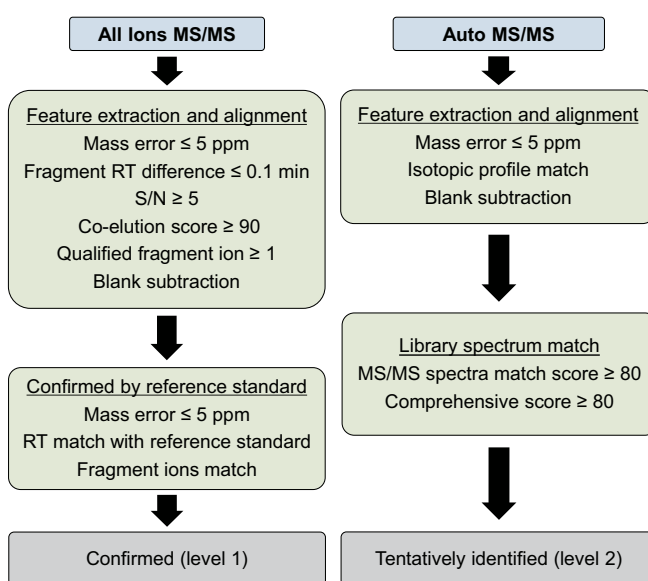 All Ions MS/MS
Feature extraction and alignment
Mass error ≤ 5 ppm
Fragment RT difference ≤ 0.1 min
S/N ≥ 5
Co-elution score ≥ 90
Qualified fragment ion ≥ 1
Blank subtraction
Confirmed by reference standard
Mass error ≤ 5 ppm
RT match with reference standard
Fragment ions match
Confirmed (level 1)
Auto MS/MS
Feature extraction and alignment
Mass error ≤ 5 ppm
Isotopic profile match
Blank subtraction
Library spectrum match
MS/MS spectra match score ≥ 80
Comprehensive score ≥ 80
Tentatively identified (level 2)